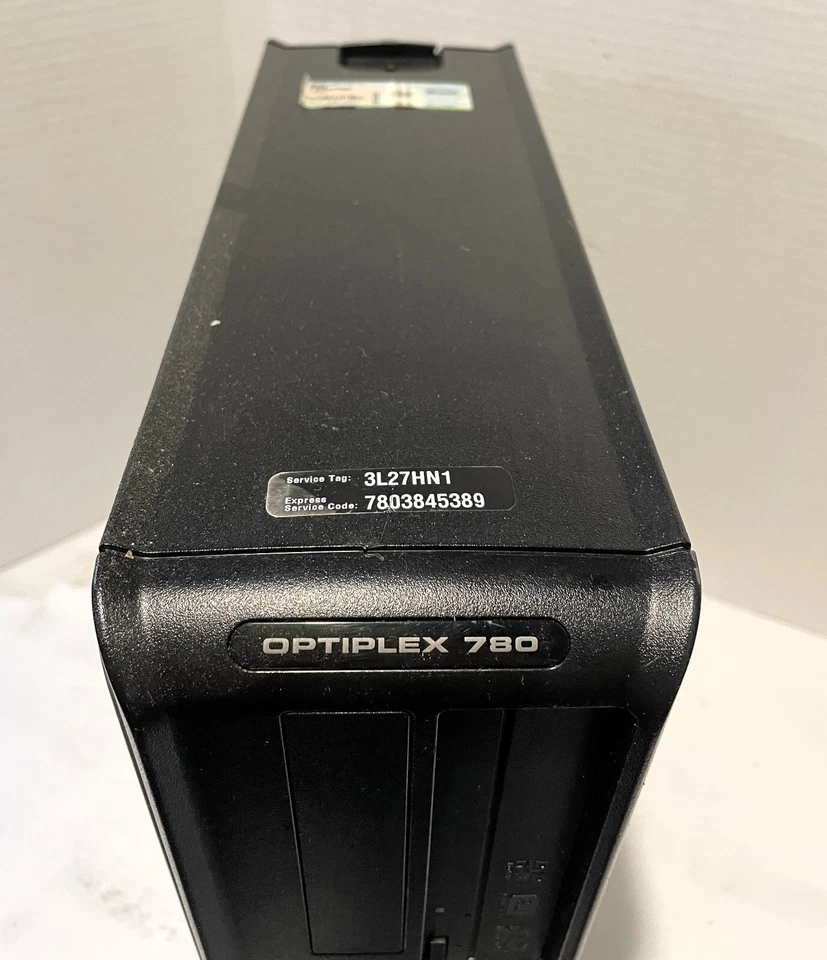 Service Tag: 3L27HN1
Express
Service Code: 7803845389
OPTIPLEX 780